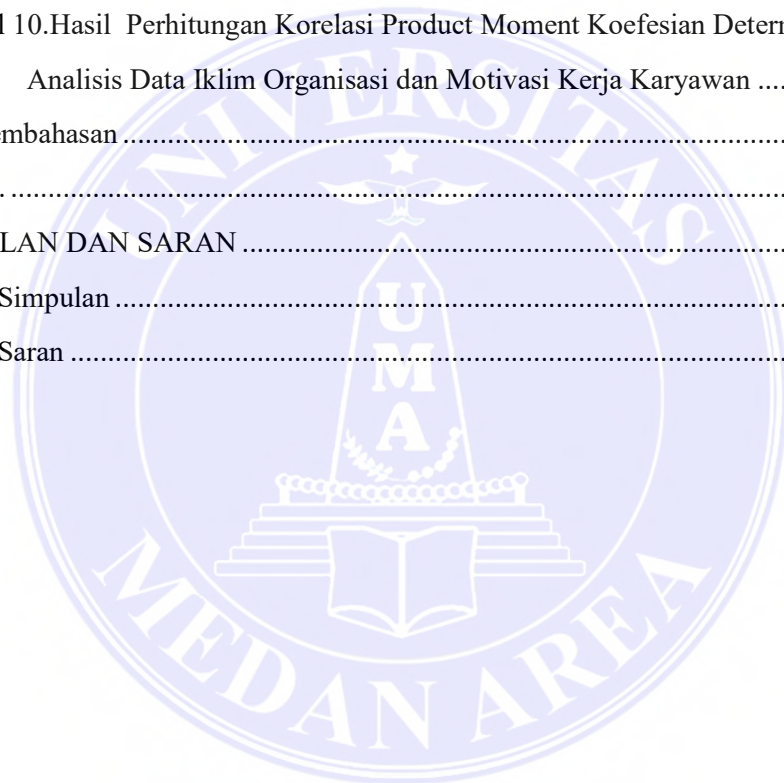 l 10.Hasil Perhitungan Korelasi Product Moment Koefesian Deter
Analisis Data Iklim Organisasi dan Motivasi Kerja Karyawan ....
embahasan ....................................................................................
. ....................................................................................................
LAN DAN SARAN ....................................................................
Simpulan .....................................................................................
Saran ...........................................................................................
UNIVERSITAS
U
M
A
MEDAN AREA